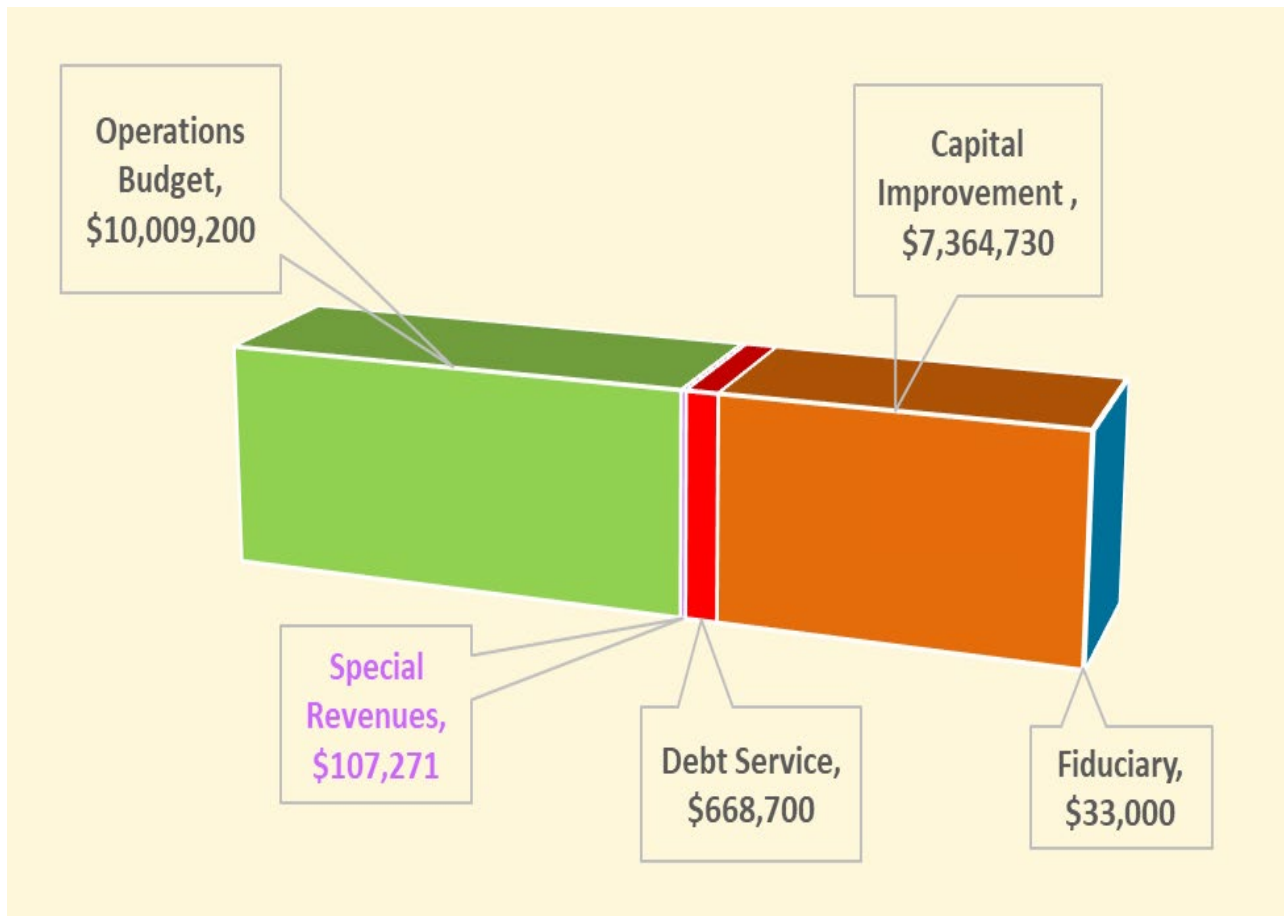 Operations
Budget,
$10,009,200
Capital
Improvement ,
$7,364,730
Special
Revenues,
$107,271
Debt Service,
$668,700
Fiduciary,
$33,000